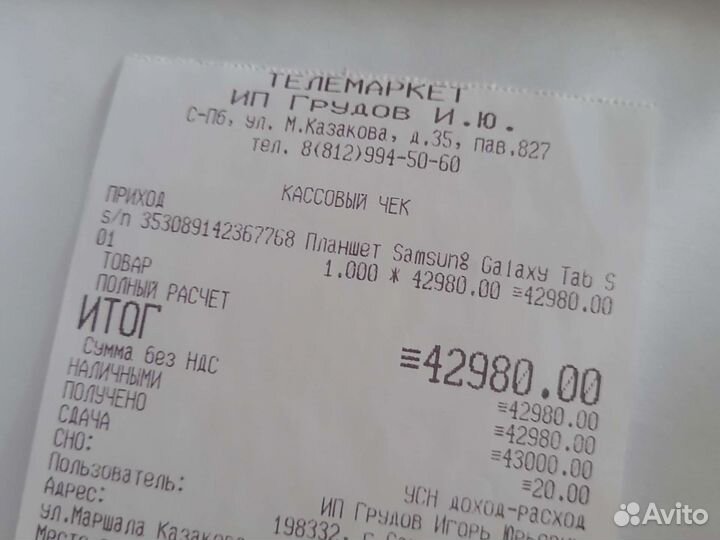 ТЕЛЕМАРКЕТ
ИП ГРУДОВ И.Ю.
С-Пб, ул. М.Казакова, д.35, пав.827
тел. 8(812)994-50-60
КАССОВЫЙ ЧЕК
ПРИХОД
s/n 353089142367768 Планшет Samsung Galaxy Tab S
01 1.000 * 42980.00 ≡42980.00
ТОВАР
ПОЛНЫЙ РАСЧЕТ
ИТОГ ≡42980.00
Сумма без НДС ≡42980.00
НАЛИЧНЫМИ ≡42980.00
ПОЛУЧЕНО ≡43000.00
СДАЧА ≡20.00
СНО: УСН ДОХОД-РАСХОД
Пользователь: ИП Грудов Игорь
Адрес: 198332, г.
ул.Маршала Казакова
Место
Avito